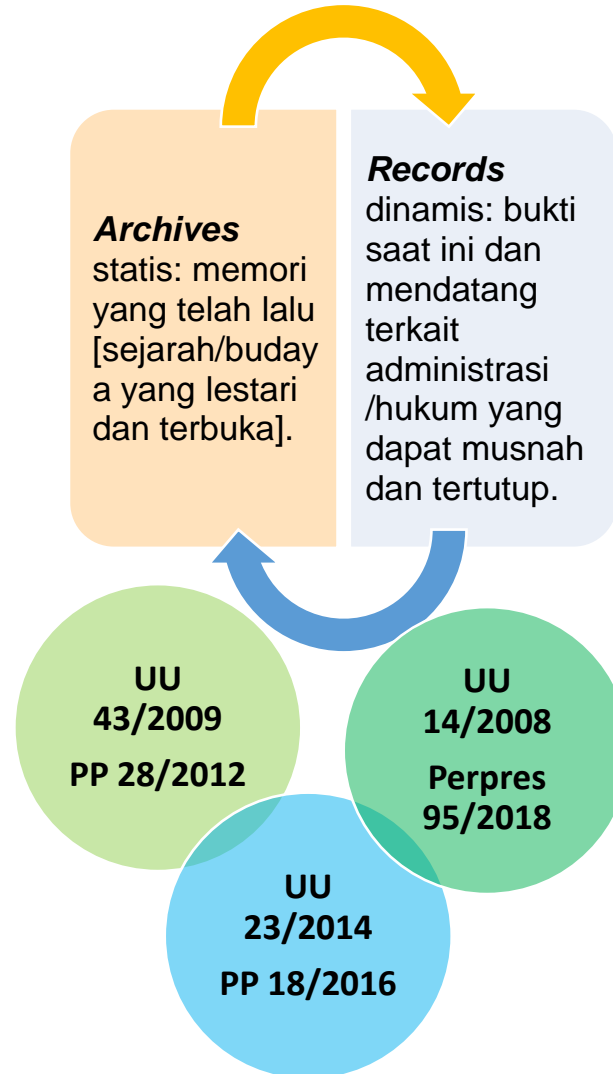 Archives
statis: memori
yang telah lalu
[sejarah/buday
a yang lestari
dan terbuka].
Records
dinamis: bukti
saat ini dan
mendatang
terkait
administrasi
/hukum yang
dapat musnah
dan tertutup.
UU
43/2009
PP 28/2012
UU
14/2008
Perpres
95/2018
UU
23/2014
PP 18/2016